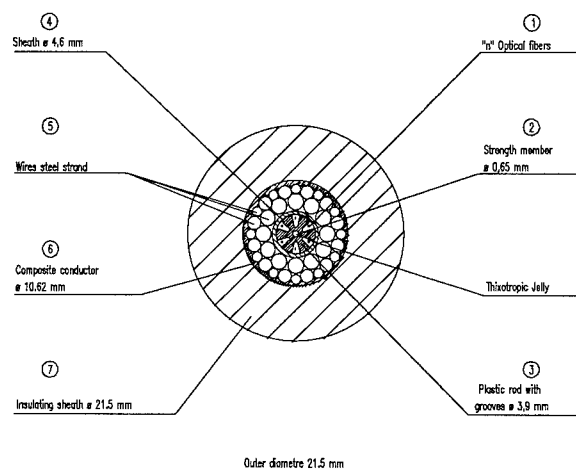 ④
Sheath ø 4,6 mm
⑤
Wires steel strand
⑥
Composite conductor
ø 10.62 mm
⑦
Insulating sheath ø 21.5 mm
①
"n" Optical fibers
②
Strength member
ø 0,65 mm
Thixotropic Jelly
③
Plastic rod with
grooves ø 3,9 mm
Outer diametre 21.5 mm